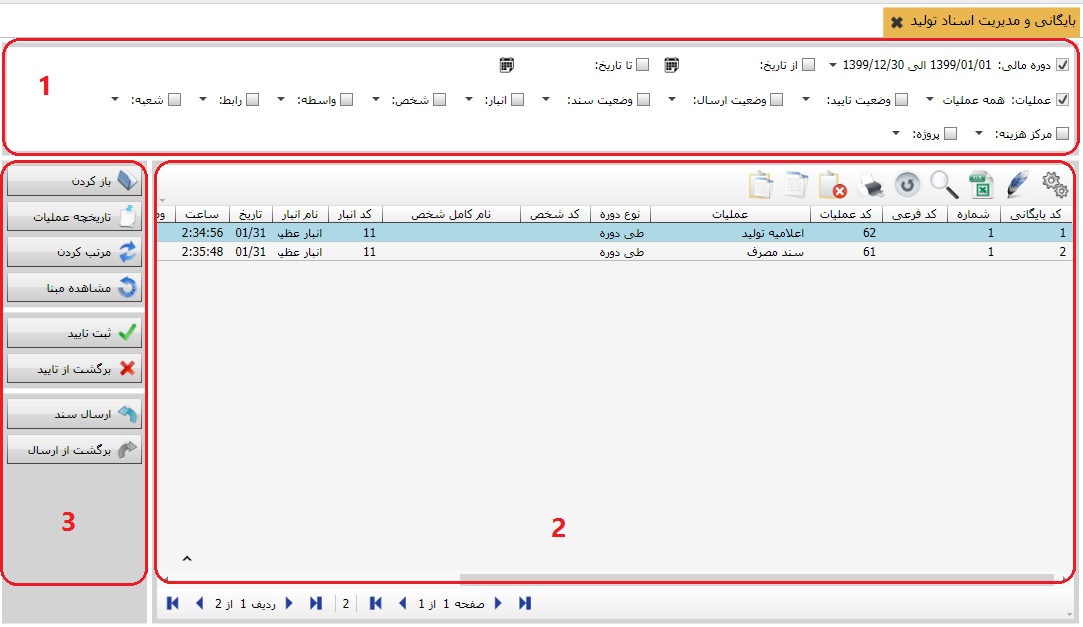 بایگانی و مدیریت اسناد تولید
دوره مالی: 1399/01/01 الی 1399/12/30 از تاریخ: تا تاریخ:
1
عملیات: همه عملیات وضعیت تایید: وضعیت ارسال: وضعیت سند: انبار: شخص: واسطه: رابط: شعبه:
مرکز هزینه: پروژه:
کد بایگانی شماره کد فرعی کد عملیات عملیات نوع دوره کد شخص نام کامل شخص کد انبار نام انبار تاریخ ساعت
1 1 62 اعلامیه تولید طی دوره 11 انبار عظیـ 01/31 2:34:56
2 1 61 سند مصرف طی دوره 11 انبار عظیـ 01/31 2:35:48
2
صفحه 1 از 1 2 ردیف 1 از 2
باز کردن
تاریخچه عملیات
مرتب کردن
مشاهده مبنا
ثبت تایید
برگشت از تایید
ارسال سند
برگشت از ارسال
3